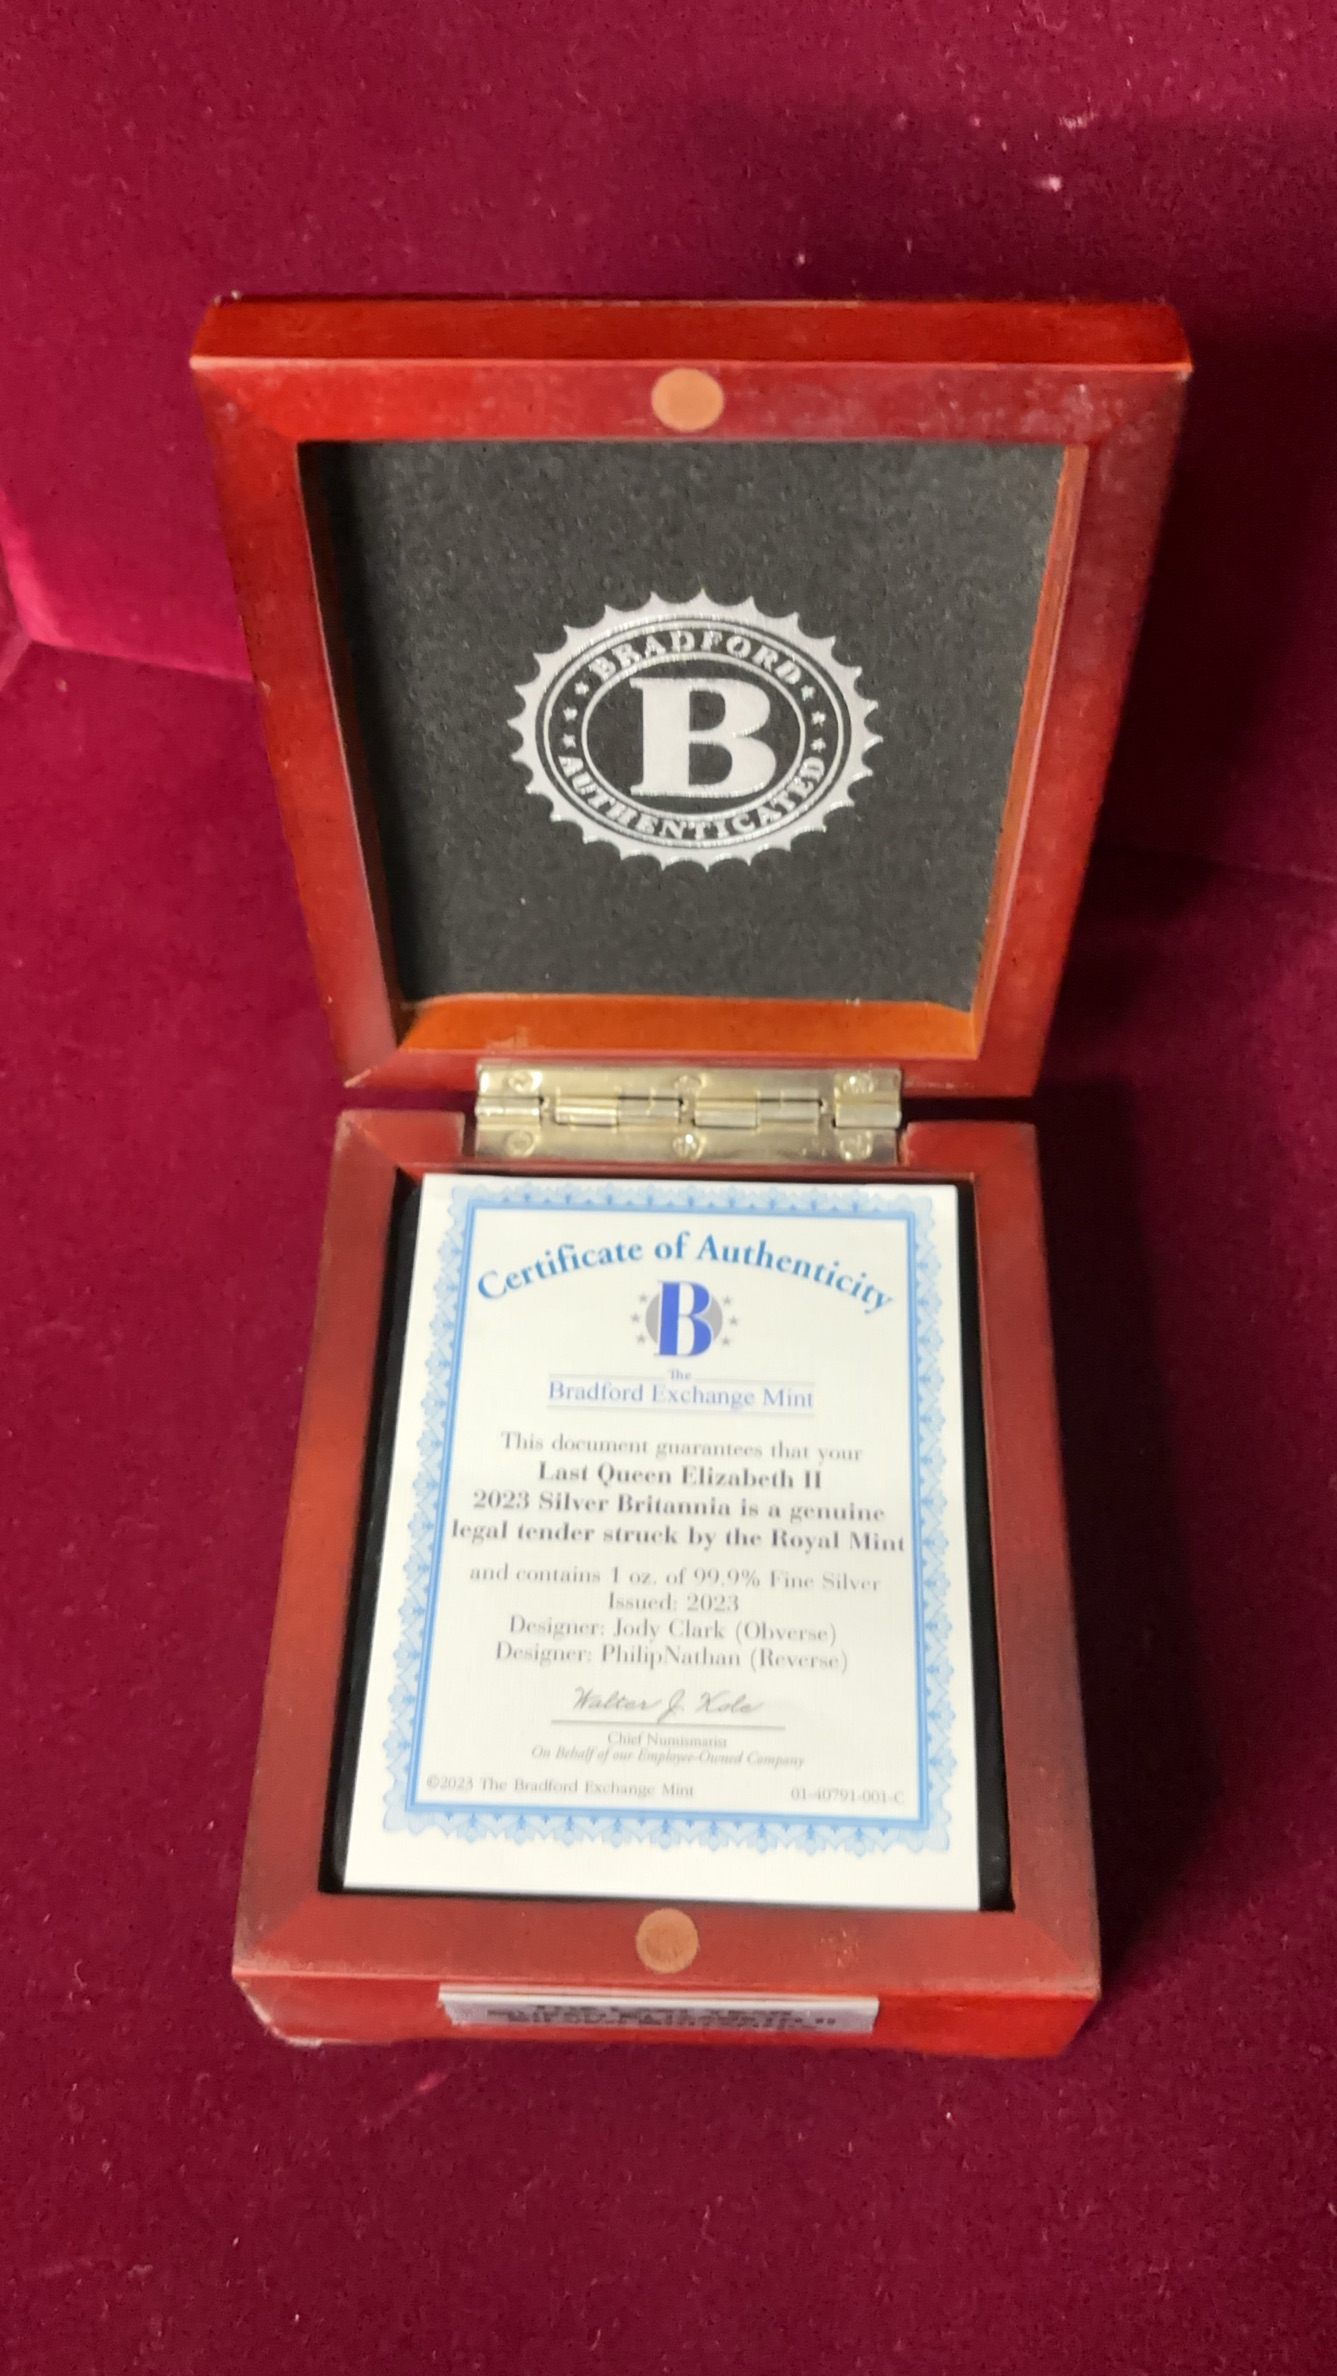 BRADFORD
B
AUTHENTICATED
Certificate of Authenticity
B
The
Bradford Exchange Mint
This document guarantees that your
Last Queen Elizabeth II
2023 Silver Britannia is a genuine
legal tender struck by the Royal Mint
and contains 1 oz. of 99.9% Fine Silver
Issued: 2023
Designer: Jody Clark (Obverse)
Designer: PhilipNathan (Reverse)
Walter J. Kole
Chief Numismatist
On Behalf of our Employee-Owned Company
©2023 The Bradford Exchange Mint
01-40791-001-C